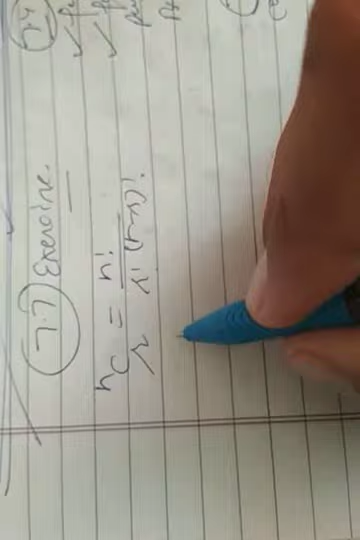 7.7 Exercise.
nCr = n! / r! (n-r)!